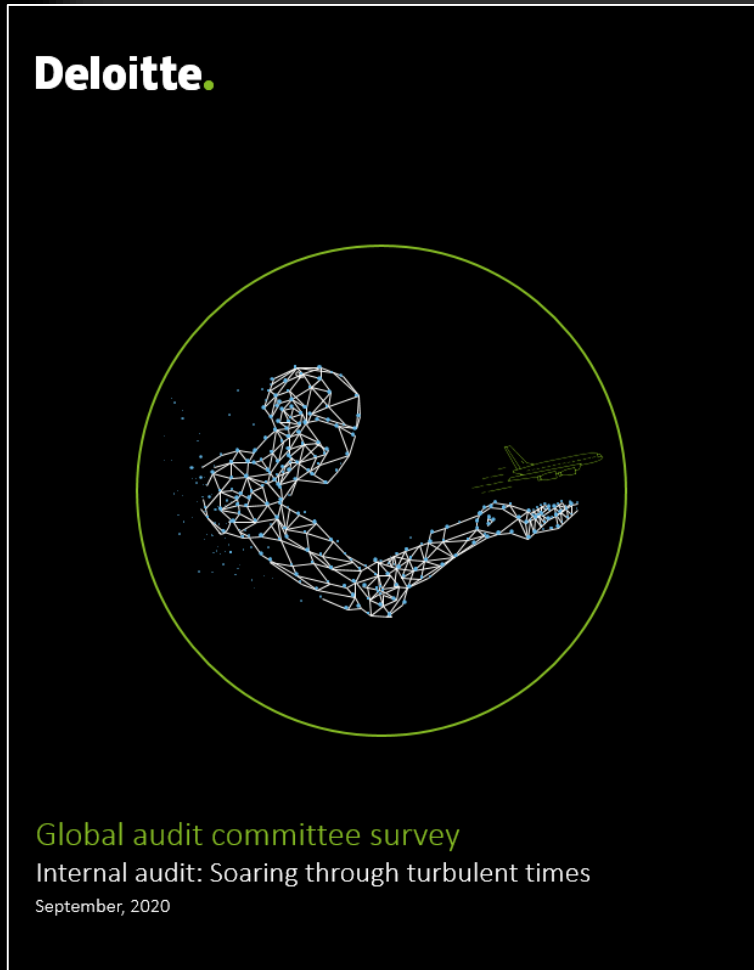 Deloitte.
Global audit committee survey
Internal audit: Soaring through turbulent times
September, 2020